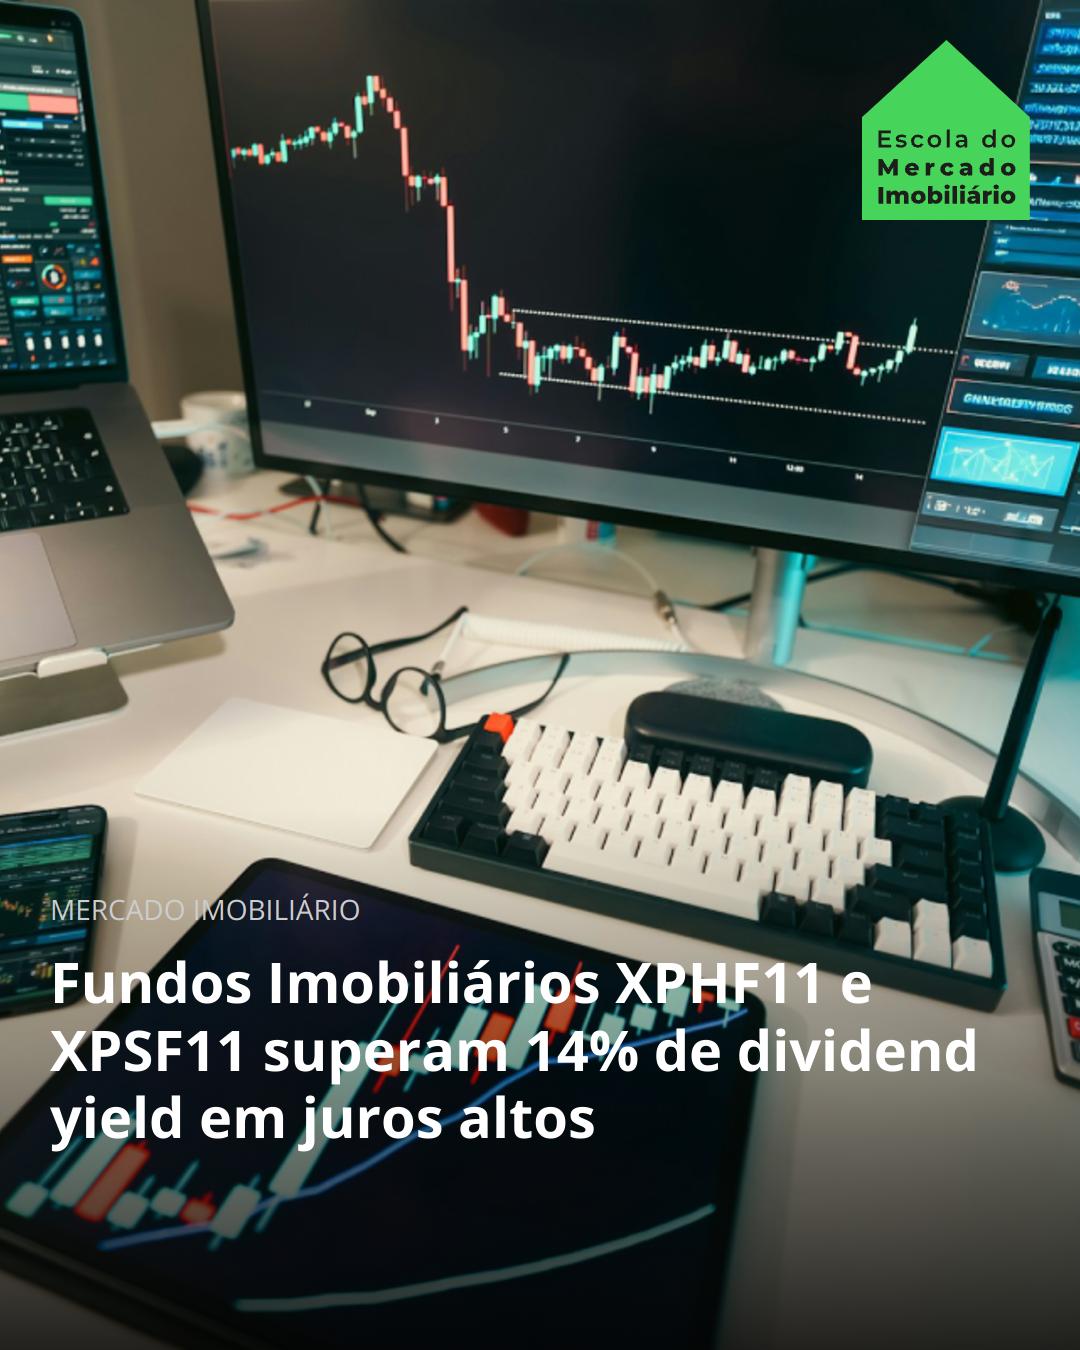 Escola do
Mercado
Imobiliário
MERCADO IMOBILIÁRIO
Fundos Imobiliários XPHF11 e
XPSF11 superam 14% de dividend
yield em juros altos